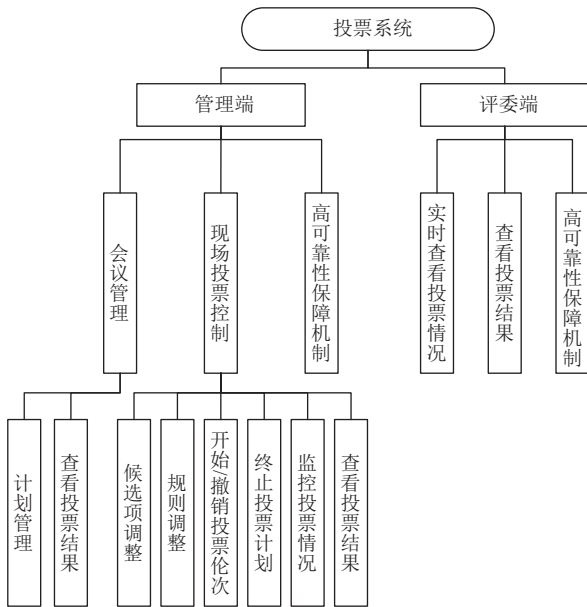 投票系统
管理端
评委端
会议管理
现场投票控制
高可靠性保障机制
实时查看投票情况
查看投票结果
高可靠性保障机制
计划管理
查看投票结果
候选项调整
规则调整
开始/撤销投票伦次
终止投票计划
监控投票情况
查看投票结果